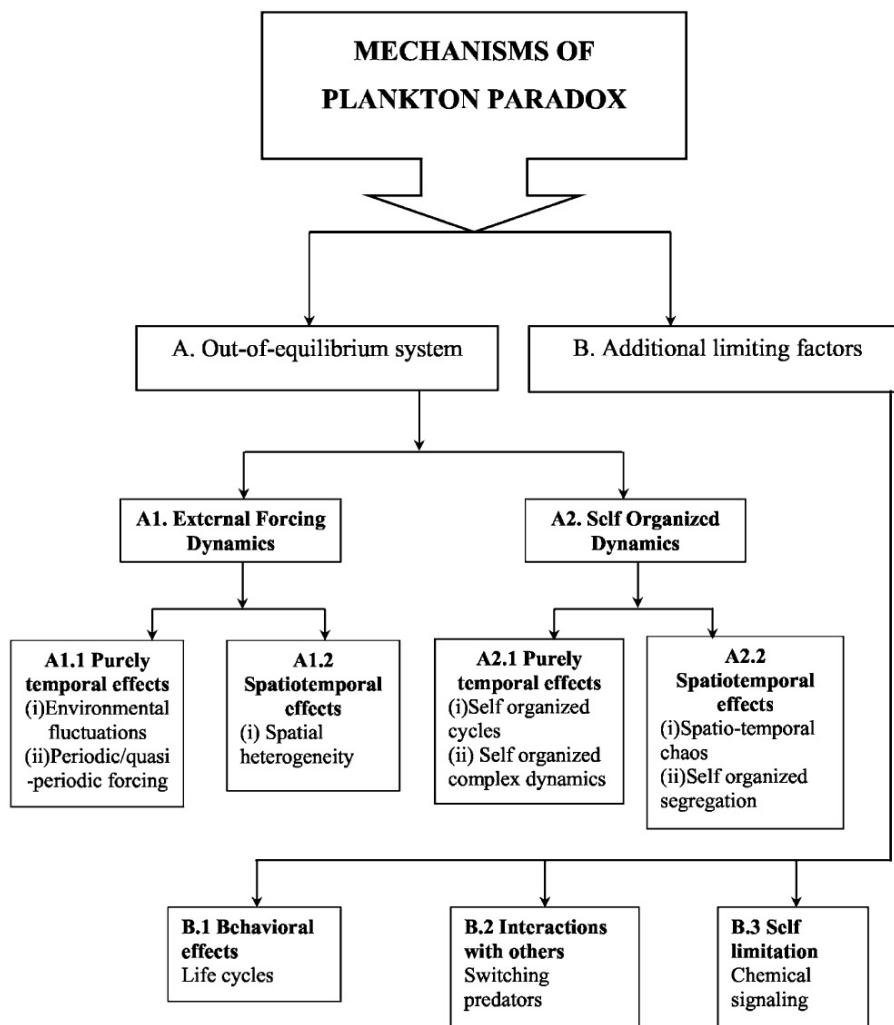 MECHANISMS OF
PLANKTON PARADOX
A. Out-of-equilibrium system
B. Additional limiting factors
A1. External Forcing
Dynamics
A2. Self Organized
Dynamics
A1.1 Purely
temporal effects
(i)Environmental
fluctuations
(ii)Periodic/quasi
-periodic forcing
A1.2
Spatiotemporal
effects
(i) Spatial
heterogeneity
A2.1 Purely
temporal effects
(i)Self organized
cycles
(ii) Self organized
complex dynamics
A2.2
Spatiotemporal
effects
(i)Spatio-temporal
chaos
(ii)Self organized
segregation
B.1 Behavioral
effects
Life cycles
B.2 Interactions
with others
Switching
predators
B.3 Self
limitation
Chemical
signaling